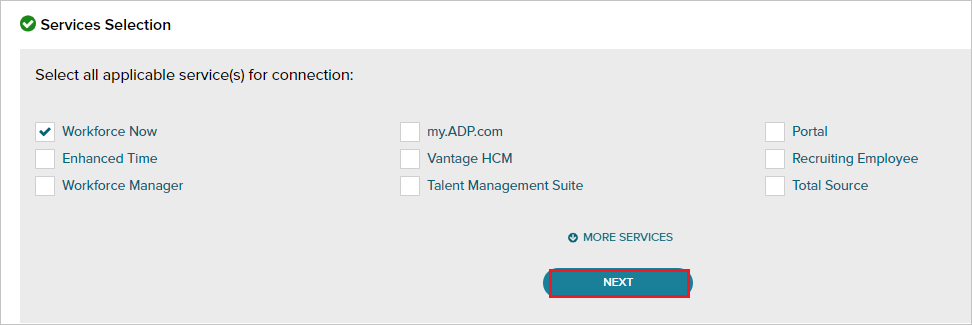 Services Selection
Select all applicable service(s) for connection:
Workforce Now
my.ADP.com
Portal
Enhanced Time
Vantage HCM
Recruiting Employee
Workforce Manager
Talent Management Suite
Total Source
MORE SERVICES
NEXT